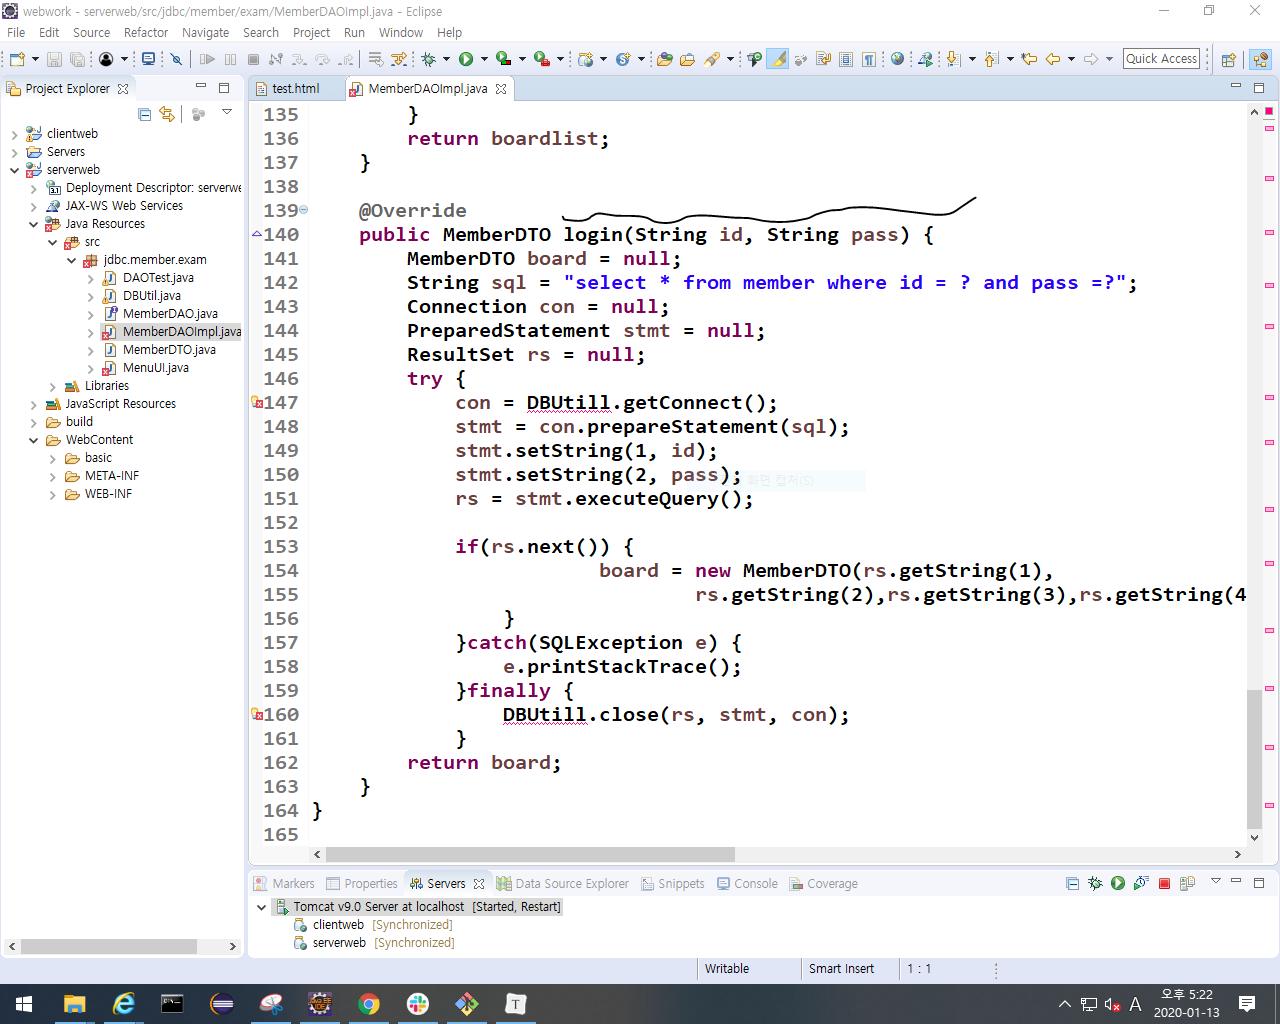 webwork - serverweb/src/jdbc/member/exam/MemberDAOImpl.java - Eclipse
File Edit Source Refactor Navigate Search Project Run Window Help
Quick Access
Project Explorer
clientweb
Servers
serverweb
Deployment Descriptor: serverwe
JAX-WS Web Services
Java Resources
src
jdbc.member.exam
DAOTest.java
DBUtil.java
MemberDAO.java
MemberDAOImpl.java
MemberDTO.java
MenuUI.java
Libraries
JavaScript Resources
build
WebContent
basic
META-INF
WEB-INF
test.html MemberDAOImpl.java
135 }
136 return boardlist;
137 }
138
139 @Override
140 public MemberDTO login(String id, String pass) {
141 MemberDTO board = null;
142 String sql = "select * from member where id = ? and pass =?";
143 Connection con = null;
144 PreparedStatement stmt = null;
145 ResultSet rs = null;
146 try {
147 con = DBUtill.getConnect();
148 stmt = con.prepareStatement(sql);
149 stmt.setString(1, id);
150 stmt.setString(2, pass);
화면 캡처(S)
151 rs = stmt.executeQuery();
152
153 if(rs.next()) {
154 board = new MemberDTO(rs.getString(1),
155 rs.getString(2),rs.getString(3),rs.getString(4
156 }
157 }catch(SQLException e) {
158 e.printStackTrace();
159 }finally {
160 DBUtill.close(rs, stmt, con);
161 }
162 return board;
163 }
164 }
165
Markers Properties Servers Data Source Explorer Snippets Console Coverage
Tomcat v9.0 Server at localhost [Started, Restart]
clientweb [Synchronized]
serverweb [Synchronized]
Writable Smart Insert 1 : 1
A 오후 5:22
2020-01-13